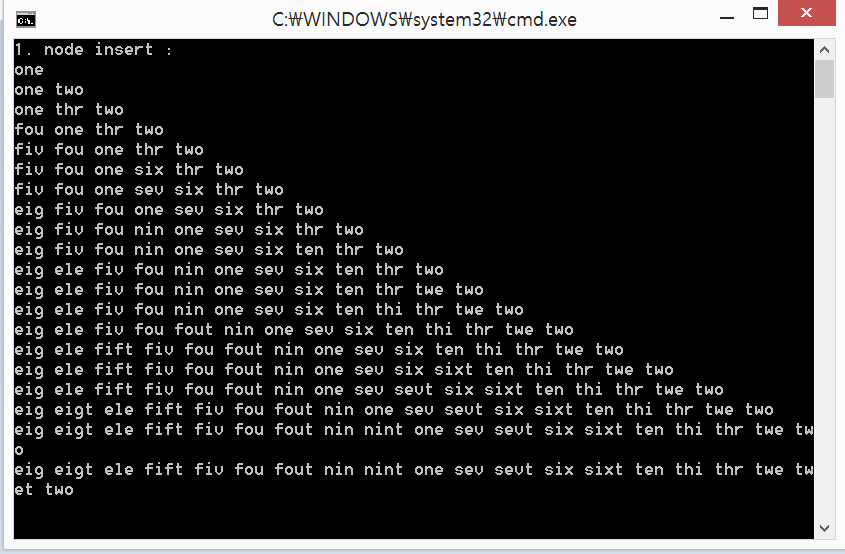 C:₩WINDOWS₩system32₩cmd.exe
1. node insert :
one
one two
one thr two
fou one thr two
fiv fou one thr two
fiv fou one six thr two
fiv fou one sev six thr two
eig fiv fou one sev six thr two
eig fiv fou nin one sev six thr two
eig fiv fou nin one sev six ten thr two
eig ele fiv fou nin one sev six ten thr two
eig ele fiv fou nin one sev six ten thr twe two
eig ele fiv fou nin one sev six ten thi thr twe two
eig ele fiv fou fout nin one sev six ten thi thr twe two
eig ele fift fiv fou fout nin one sev six ten thi thr twe two
eig ele fift fiv fou fout nin one sev six sixt ten thi thr twe two
eig ele fift fiv fou fout nin one sev sevt six sixt ten thi thr twe two
eig eigt ele fift fiv fou fout nin one sev sevt six sixt ten thi thr twe two
eig eigt ele fift fiv fou fout nin nint one sev sevt six sixt ten thi thr twe tw
o
eig eigt ele fift fiv fou fout nin nint one sev sevt six sixt ten thi thr twe tw
et two